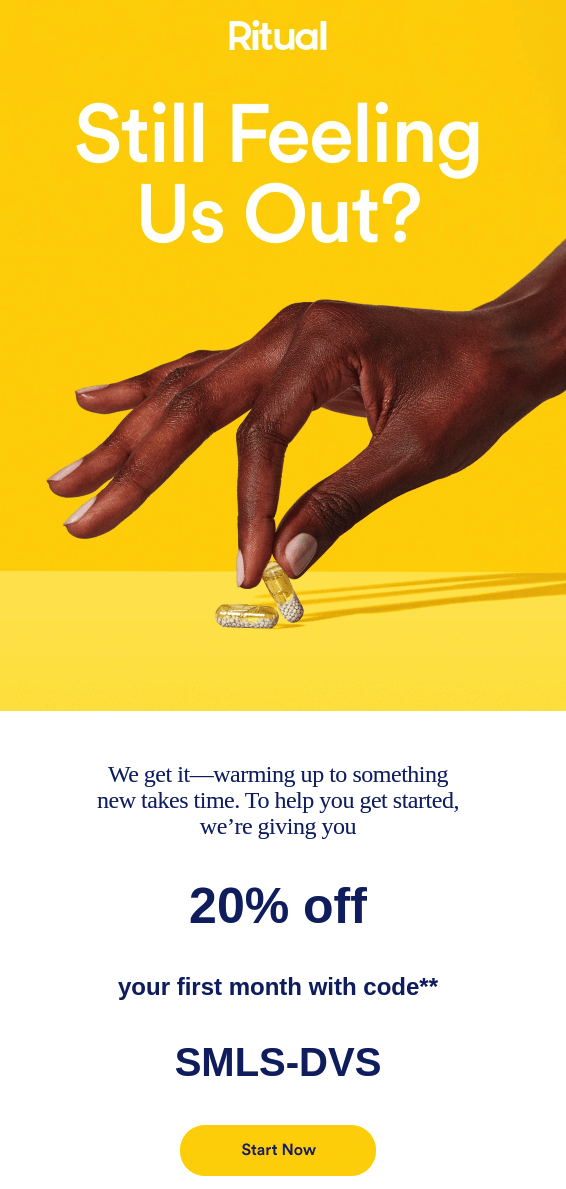 Ritual
Still Feeling
Us Out?
We get it—warming up to something
new takes time. To help you get started,
we’re giving you
20% off
your first month with code**
SMLS-DVS
Start Now